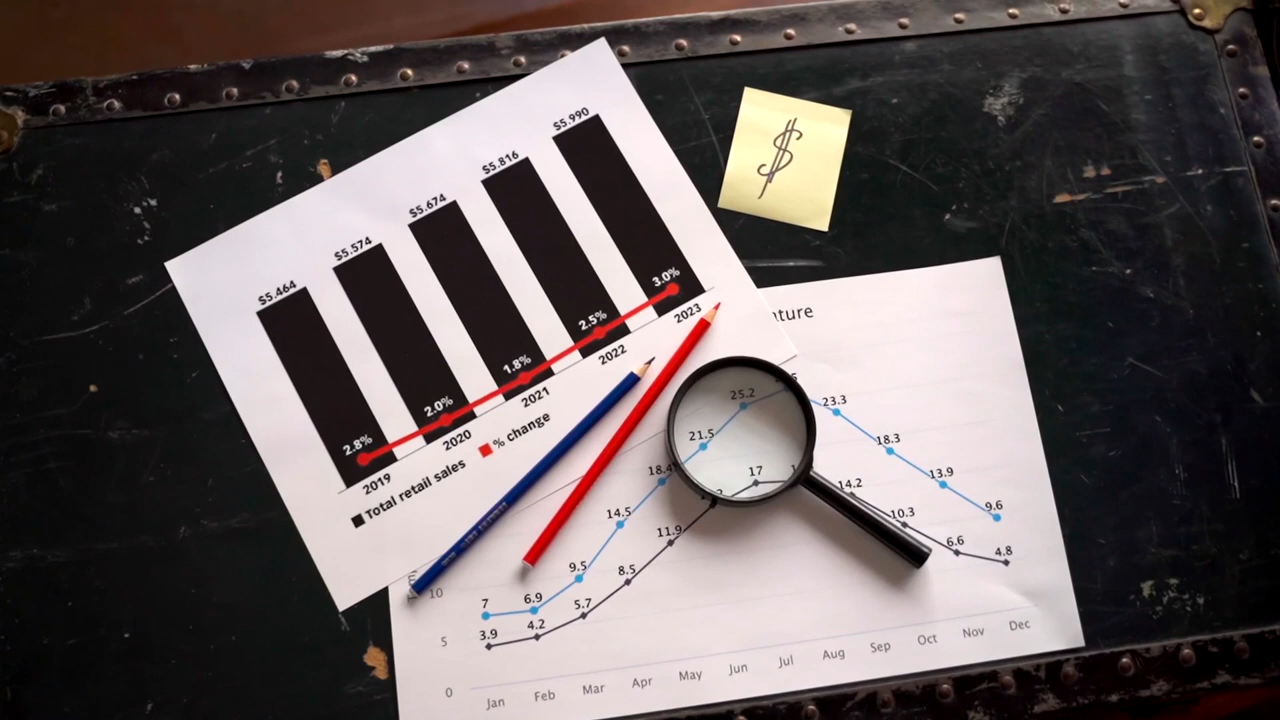 $5.464
$5.574
$5.674
$5.816
$5.990
2.8%
2.0%
1.8%
2.5%
3.0%
2019
2020
2021
2022
2023
Total retail sales
% change
$
7
6.9
9.5
14.5
18.4
21.5
25.2
23.3
18.3
13.9
9.6
3.9
4.2
5.7
8.5
11.9
17
14.2
10.3
6.6
4.8
10
5
0
Jan
Feb
Mar
Apr
May
Jun
Jul
Aug
Sep
Oct
Nov
Dec